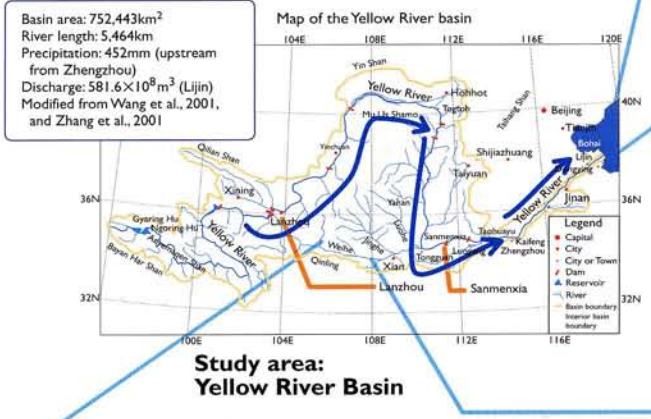 Basin area: 752,443km²
River length: 5,464km
Precipitation: 452mm (upstream
from Zhengzhou)
Discharge: 581.6×10⁸m³ (Lijin)
Modified from Wang et al., 2001,
and Zhang et al., 2001
Map of the Yellow River basin
104E
108E
112E
116E
120E
Yin Shan
Yellow River
Hohhot
Mu Us Shamo
Taihang Shan
Beijing
40N
Tianjin
40N
Bohai
Qilian Shan
Yinchuan
Shijiazhuang
Lijin
Xining
Taiyuan
Yellow River
Jinan
36N
Lanzhou
Yanan
Luohe
Gyaring Hu
Ngoring Hu
Yellow River
Weihe
Jinghe
Sanmenxia
Taohuayu
Kaifeng
Tongguan
Zhengzhou
36N
Bayan Har Shan
Qinling
Xian
Legend
Capital
City
City or Town
Dam
Reservoir
River
Basin boundary
Interior basin
boundary
32N
Lanzhou
Sanmenxia
32N
100E
104E
108E
112E
116E
Study area:
Yellow River Basin